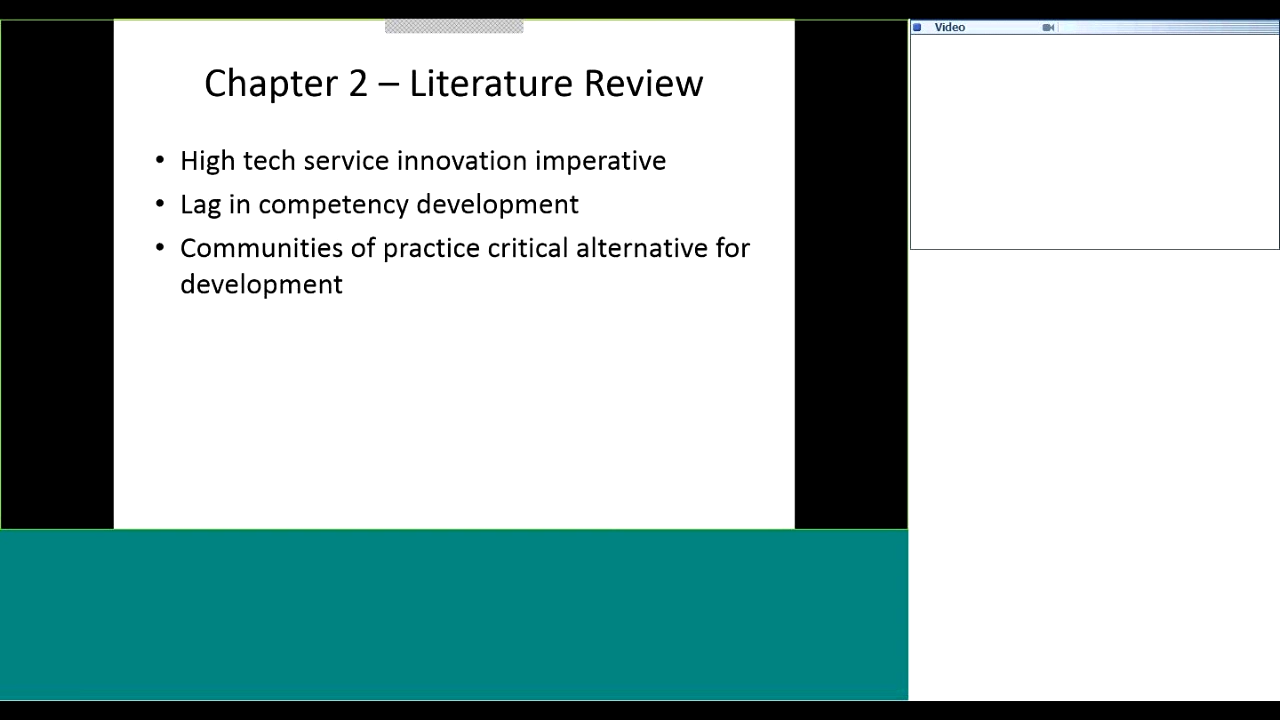 Video
Chapter 2 – Literature Review
• High tech service innovation imperative
• Lag in competency development
• Communities of practice critical alternative for
development